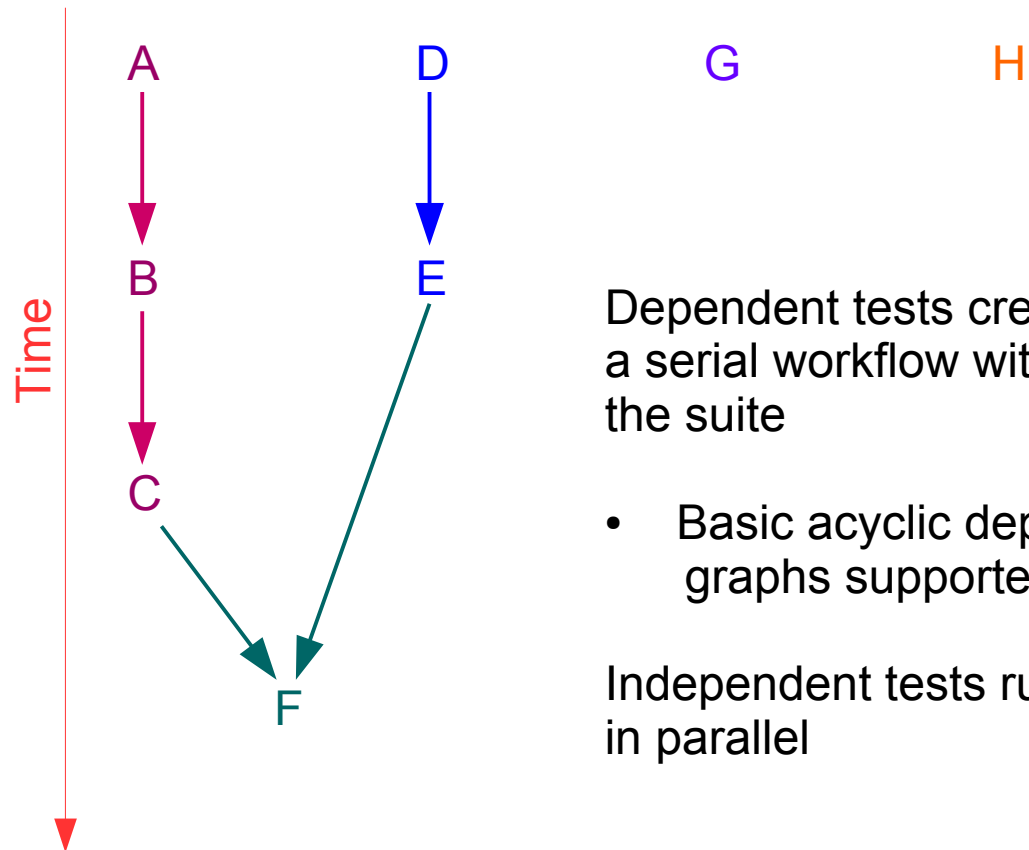 A D G H
Time
B E
Dependent tests cre
a serial workflow wit
the suite
C
• Basic acyclic dep
graphs supporte
Independent tests ru
F
in parallel